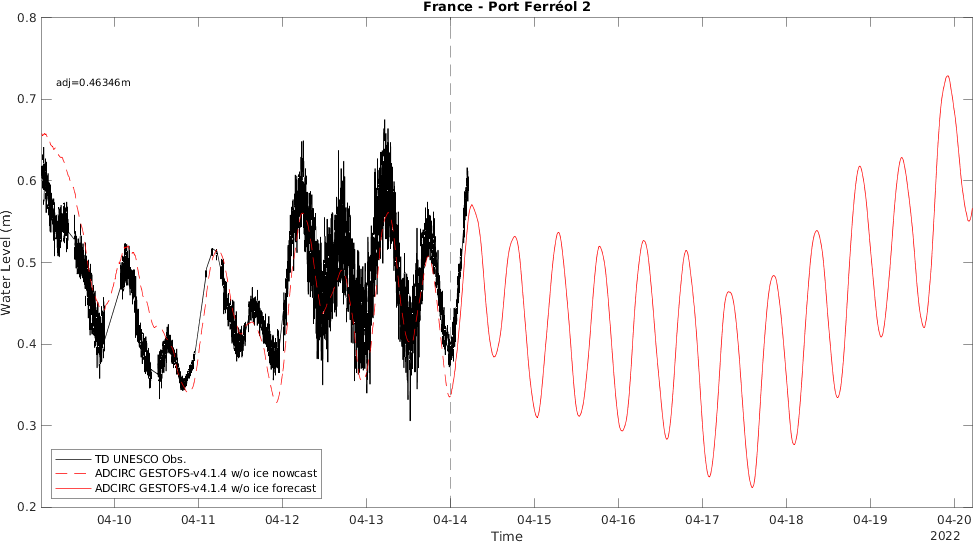 France - Port Ferréol 2
0.8
0.7
0.6
0.5
0.4
0.3
0.2
Water Level (m)
adj=0.46346m
TD UNESCO Obs.
ADCIRC GESTOFS-v4.1.4 w/o ice nowcast
ADCIRC GESTOFS-v4.1.4 w/o ice forecast
04-10 04-11 04-12 04-13 04-14 04-15 04-16 04-17 04-18 04-19 04-20
2022
Time